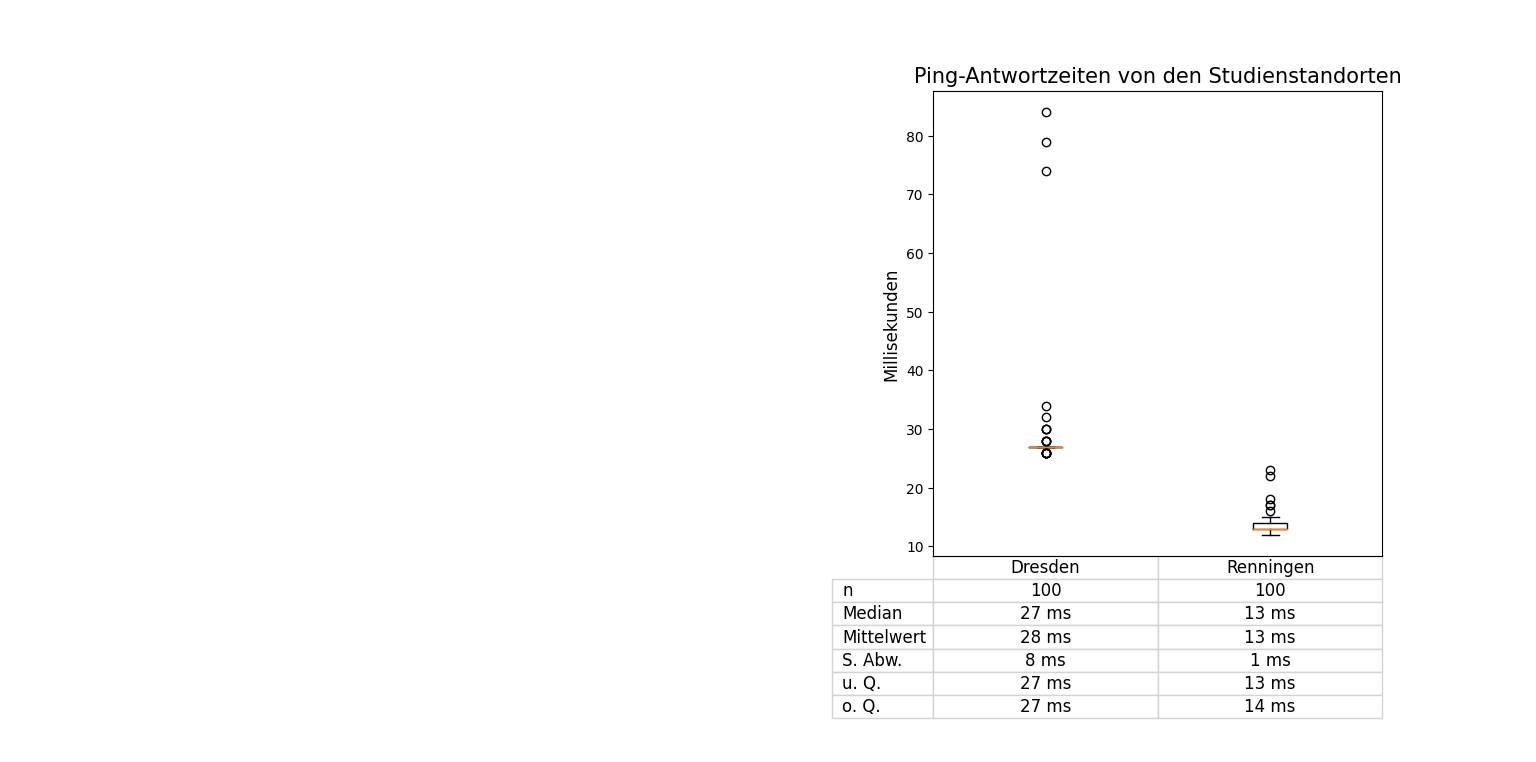 Ping-Antwortzeiten von den Studienstandorten
80
70
60
50
40
30
20
10
Millisekunden
Dresden Renningen
n 100 100
Median 27 ms 13 ms
Mittelwert 28 ms 13 ms
S. Abw. 8 ms 1 ms
u. Q. 27 ms 13 ms
o. Q. 27 ms 14 ms